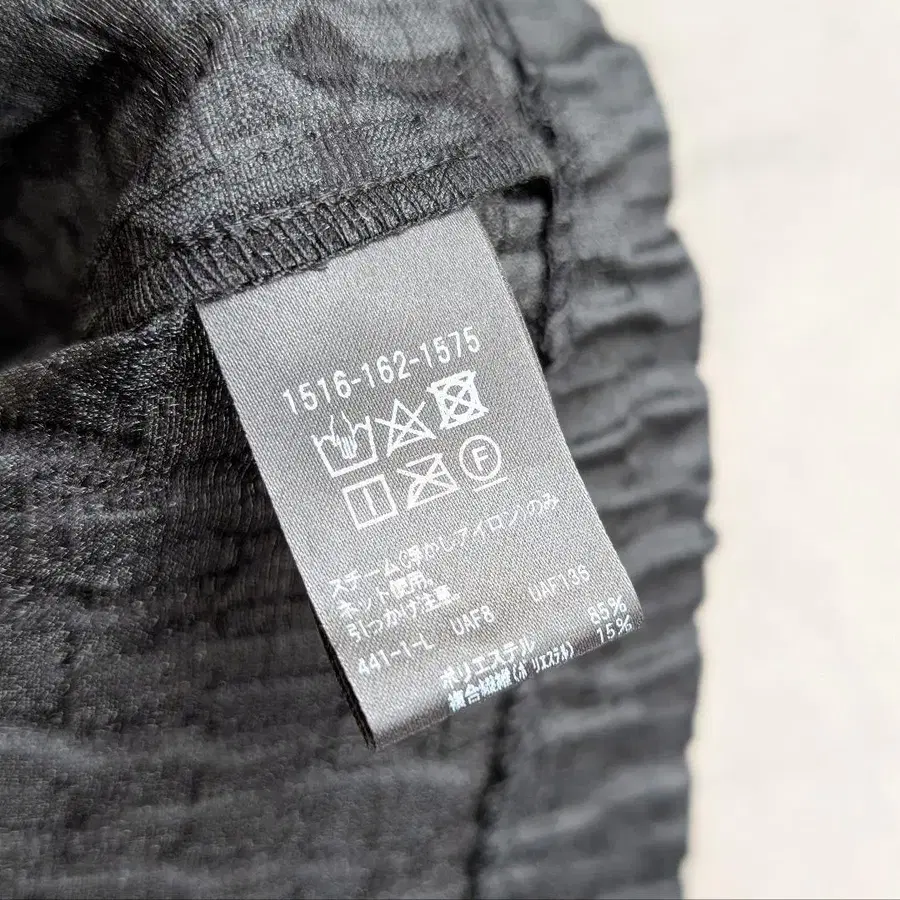 1516-162-1575
F
スチーム(浮かしアイロン)のみ
ネット使用。
引っかけ注意
441-1-L UAF8 UAF135
ポリエステル 85%
複合繊維(ポリエステル) 15%